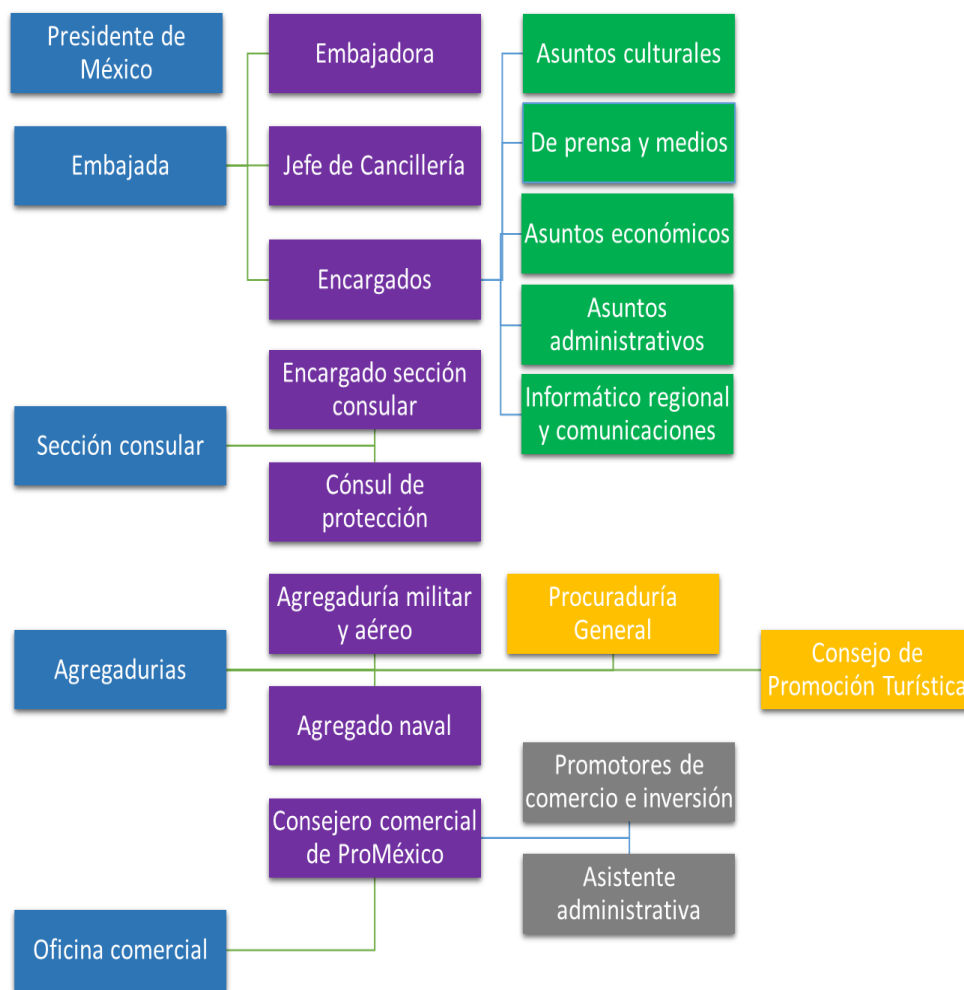 Presidente de
México
Embajada
Embajadora
Jefe de Cancillería
Encargados
Asuntos culturales
De prensa y medios
Asuntos económicos
Asuntos
administrativos
Informático regional
y comunicaciones
Sección consular
Encargado sección
consular
Cónsul de
protección
Agregadurias
Agregaduría militar
y aéreo
Agregado naval
Procuraduría
General
Consejo de
Promoción Turística
Oficina comercial
Consejero comercial
de ProMéxico
Promotores de
comercio e inversión
Asistente
administrativa